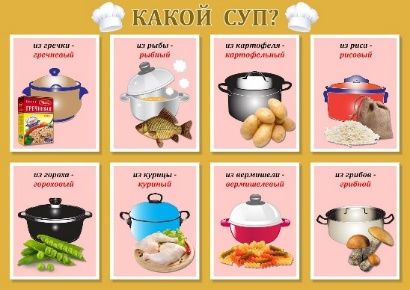 КАКОЙ СУП?
из гречки -
гречневый
из рыбы -
рыбный
из картофеля -
картофельный
из риса -
рисовый
ГРЕЧНЕВАЯ
из гороха -
гороховый
из курицы -
куриный
из вермишели -
вермишелевый
из грибов -
грибной